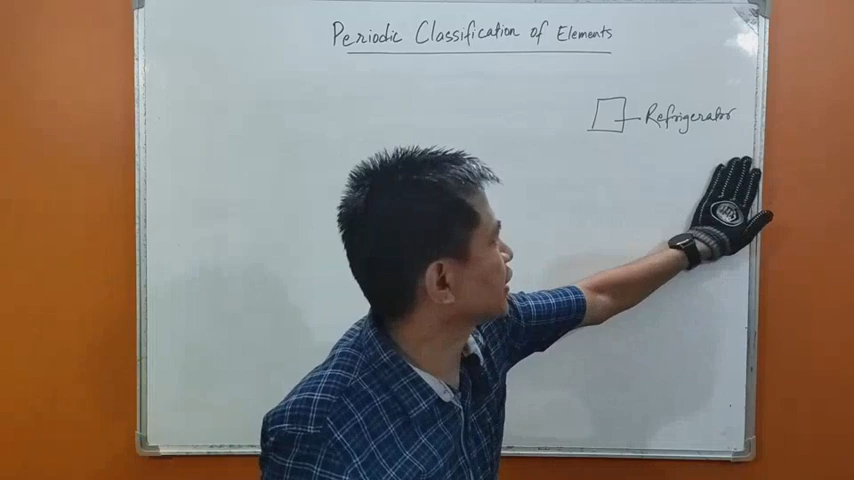 Periodic Classification of Elements
Refrigerator